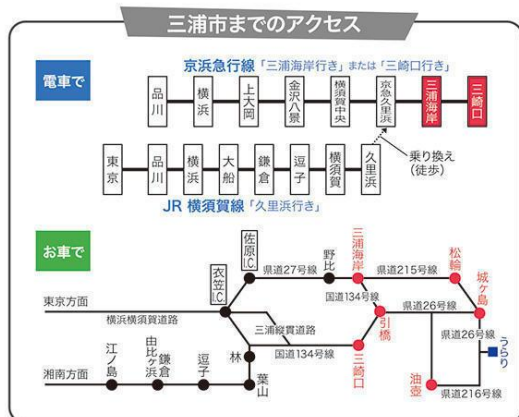 三浦市までのアクセス
電車で
京浜急行線「三浦海岸行き」または「三崎口行き」
品川
横浜
上大岡
金沢八景
横須賀中央
京急久里浜
三浦海岸
三崎口
乗り換え
(徒歩)
東京
品川
横浜
大船
鎌倉
逗子
横須賀
久里浜
JR 横須賀線「久里浜行き」
お車で
佐原I.C.
衣笠I.C.
県道27号線
野比
三浦海岸
県道215号線
松輪
城ヶ島
東京方面
横浜横須賀道路
三浦縦貫道路
国道134号線
引橋
県道26号線
県道26号線
うらり
林
国道134号線
三崎口
油壺
県道216号線
湘南方面
江ノ島
由比ヶ浜
鎌倉
逗子
葉山